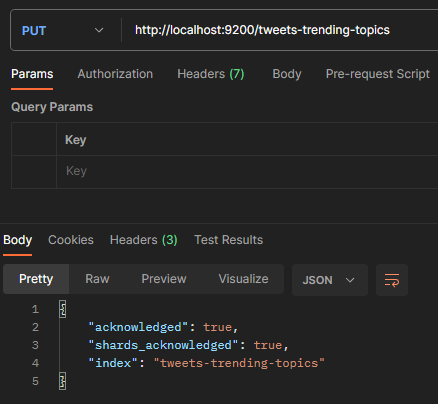 PUT http://localhost:9200/tweets-trending-topics
Params Authorization Headers (7) Body Pre-request Script
Query Params
Key
Key
Body Cookies Headers (3) Test Results
Pretty Raw Preview Visualize JSON
1 {
2 "acknowledged": true,
3 "shards_acknowledged": true,
4 "index": "tweets-trending-topics"
5 }